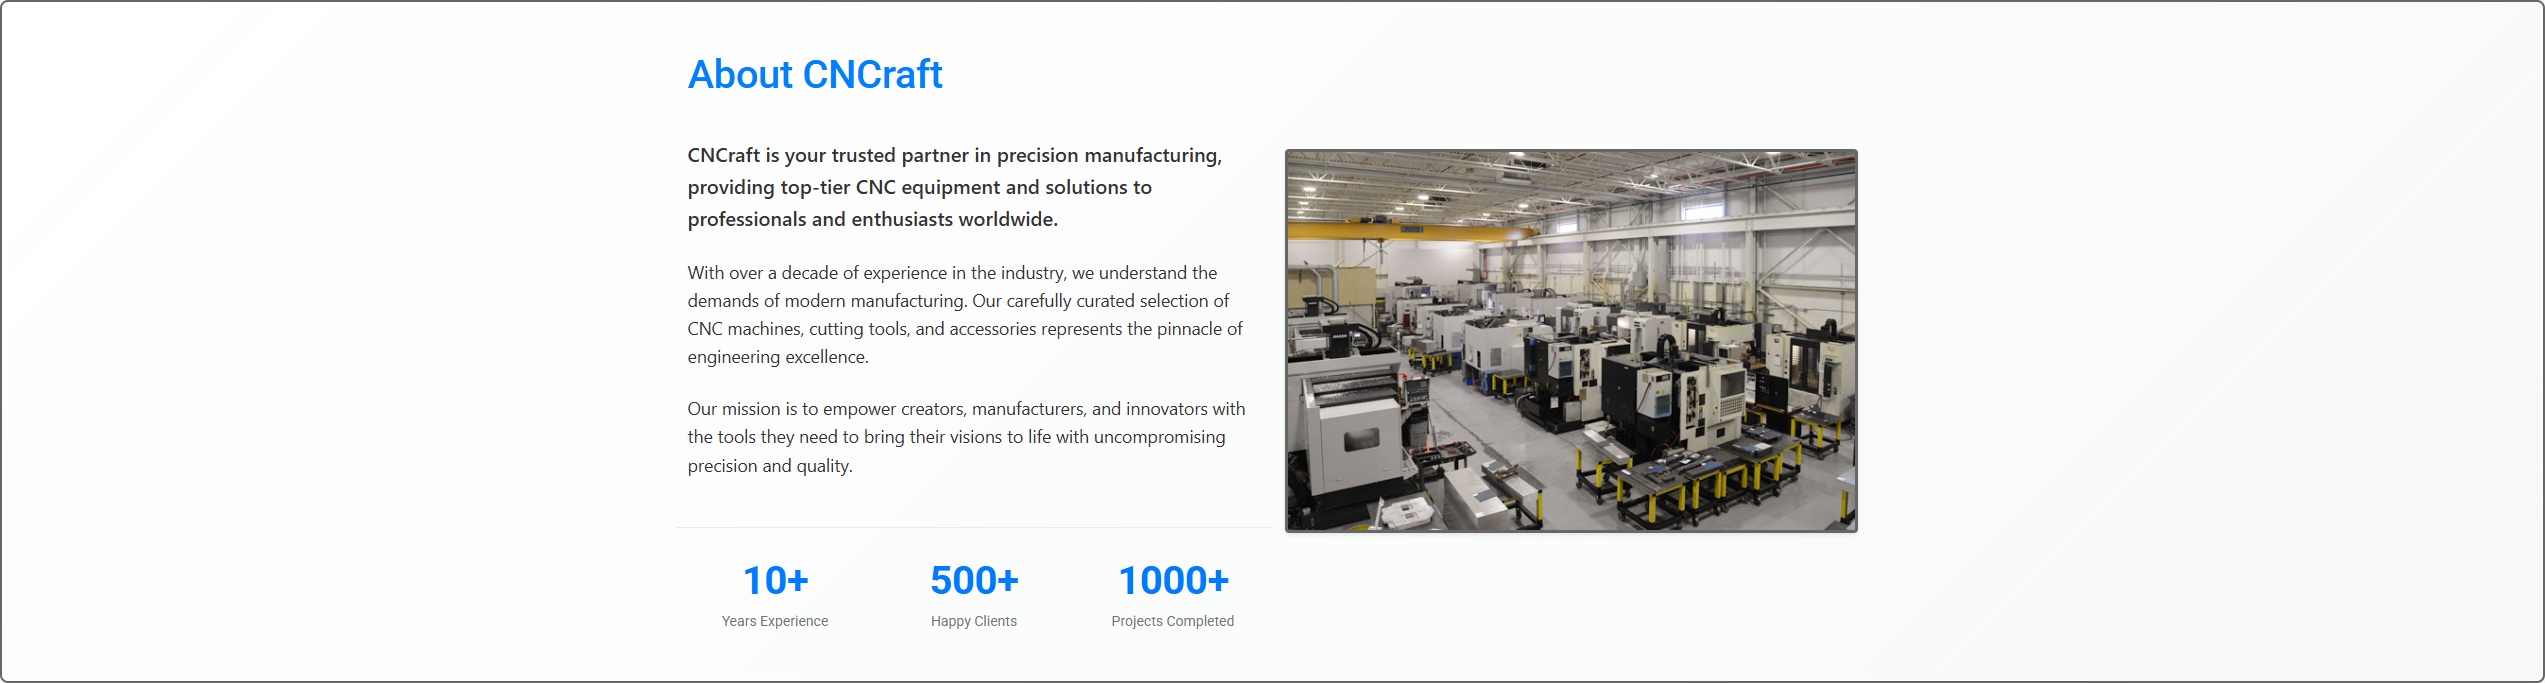 About CNCraft
CNCraft is your trusted partner in precision manufacturing,
providing top-tier CNC equipment and solutions to
professionals and enthusiasts worldwide.
With over a decade of experience in the industry, we understand the
demands of modern manufacturing. Our carefully curated selection of
CNC machines, cutting tools, and accessories represents the pinnacle of
engineering excellence.
Our mission is to empower creators, manufacturers, and innovators with
the tools they need to bring their visions to life with uncompromising
precision and quality.
10+
500+
1000+
Years Experience
Happy Clients
Projects Completed